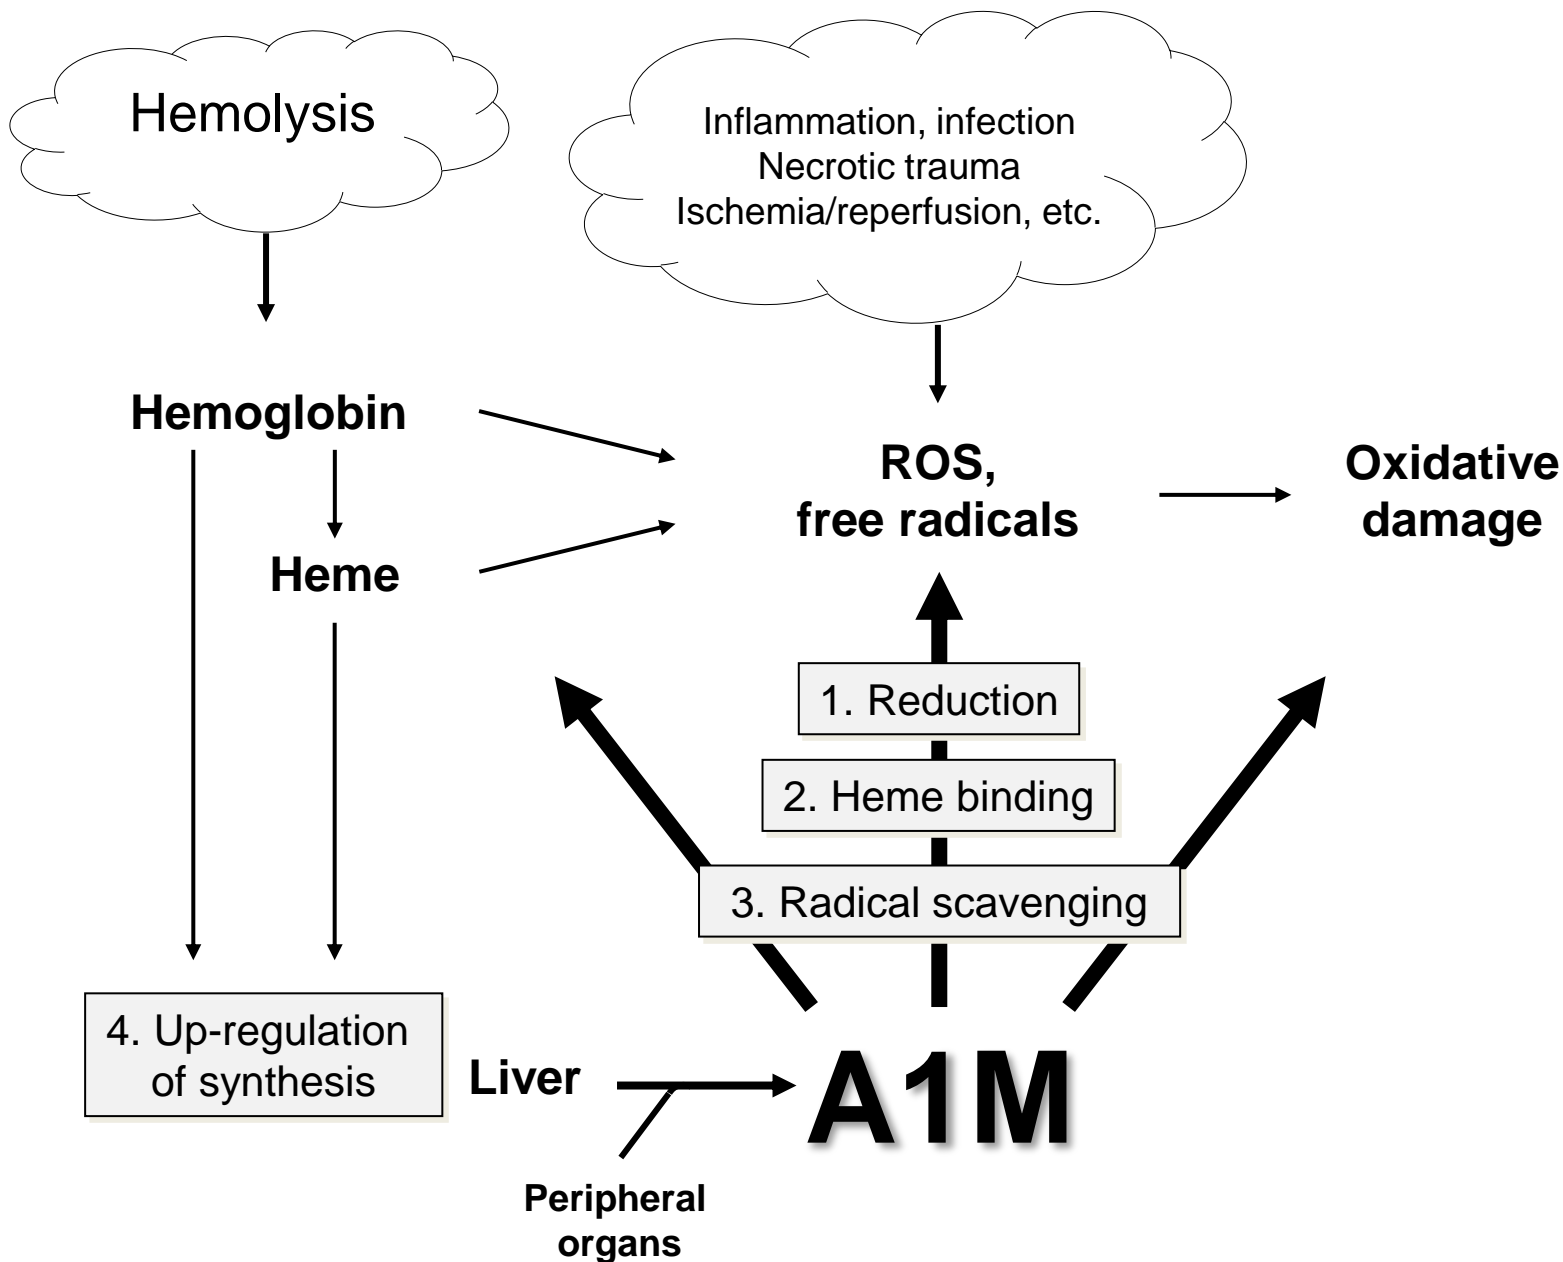 Hemolysis
Inflammation, infection
Necrotic trauma
Ischemia/reperfusion, etc.
Hemoglobin
ROS,
free radicals
Oxidative
damage
Heme
1. Reduction
2. Heme binding
3. Radical scavenging
4. Up-regulation
of synthesis
Liver
A1M
Peripheral
organs